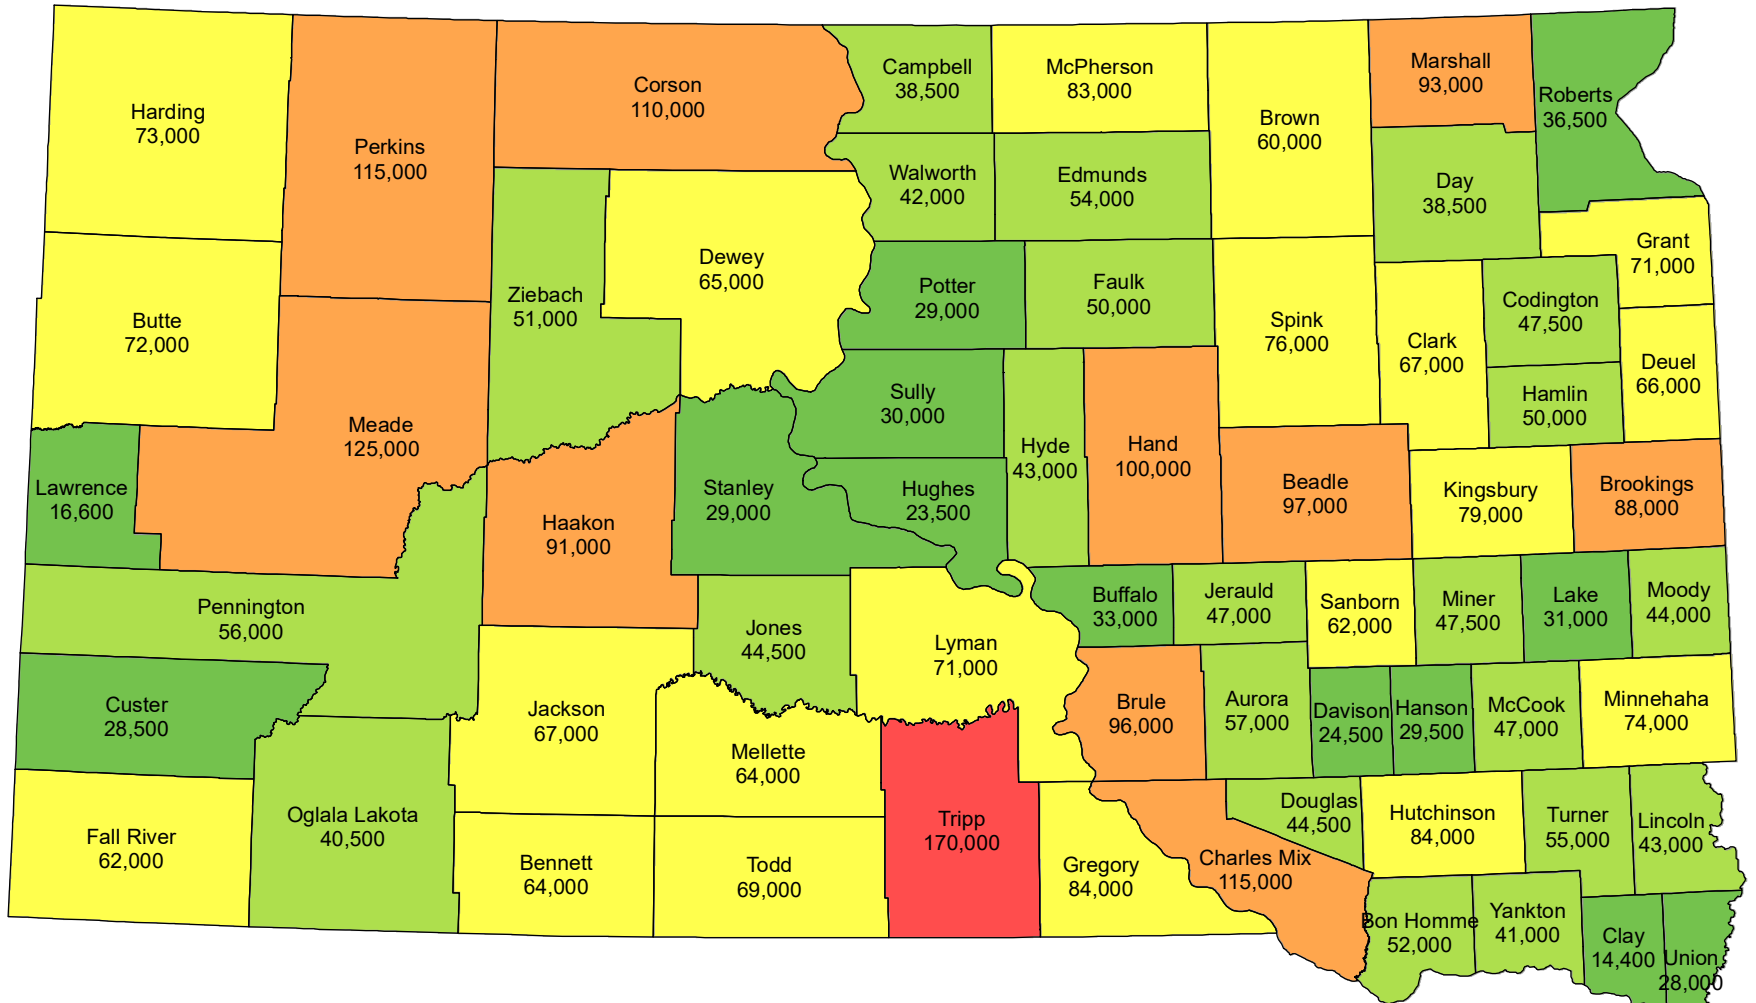 Harding
73,000
Perkins
115,000
Corson
110,000
Campbell
38,500
McPherson
83,000
Brown
60,000
Marshall
93,000
Roberts
36,500
Walworth
42,000
Edmunds
54,000
Day
38,500
Butte
72,000
Ziebach
51,000
Dewey
65,000
Potter
29,000
Faulk
50,000
Spink
76,000
Clark
67,000
Codington
47,500
Grant
71,000
Deuel
66,000
Hamlin
50,000
Meade
125,000
Sully
30,000
Hyde
43,000
Hand
100,000
Lawrence
16,600
Haakon
91,000
Stanley
29,000
Hughes
23,500
Beadle
97,000
Kingsbury
79,000
Brookings
88,000
Pennington
56,000
Jones
44,500
Lyman
71,000
Buffalo
33,000
Jerauld
47,000
Sanborn
62,000
Miner
47,500
Lake
31,000
Moody
44,000
Custer
28,500
Jackson
67,000
Mellette
64,000
Brule
96,000
Aurora
57,000
Davison
24,500
Hanson
29,500
McCook
47,000
Minnehaha
74,000
Fall River
62,000
Oglala Lakota
40,500
Bennett
64,000
Todd
69,000
Tripp
170,000
Gregory
84,000
Charles Mix
115,000
Douglas
44,500
Hutchinson
84,000
Turner
55,000
Lincoln
43,000
Bon Homme
52,000
Yankton
41,000
Clay
14,400
Union
28,000